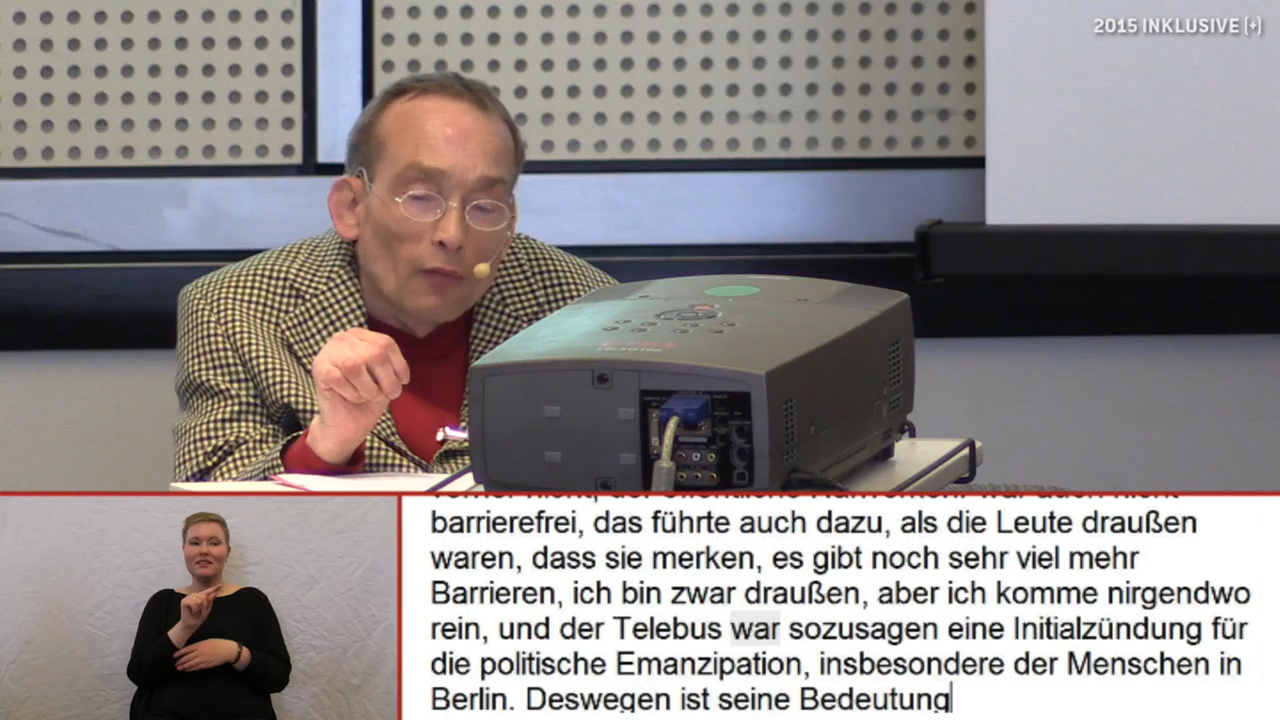 2015 INKLUSIVE (+)
barrierefrei, das führte auch dazu, als die Leute draußen
waren, dass sie merken, es gibt noch sehr viel mehr
Barrieren, ich bin zwar draußen, aber ich komme nirgendwo
rein, und der Telebus war sozusagen eine Initialzündung für
die politische Emanzipation, insbesondere der Menschen in
Berlin. Deswegen ist seine Bedeutung